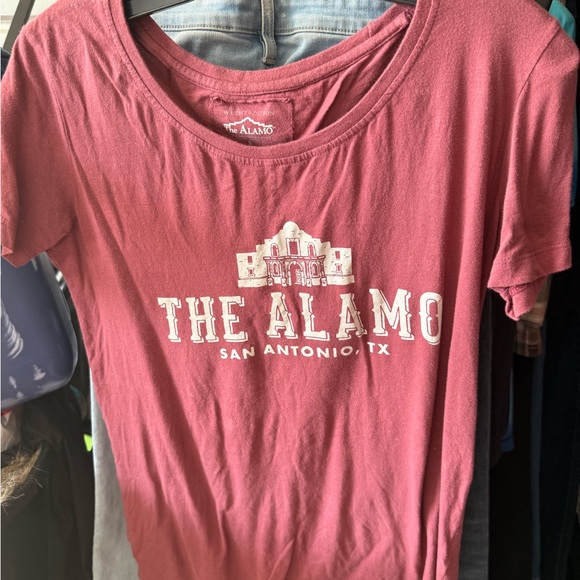 The ALAMO
THE ALAMO
SAN ANTONIO, TX